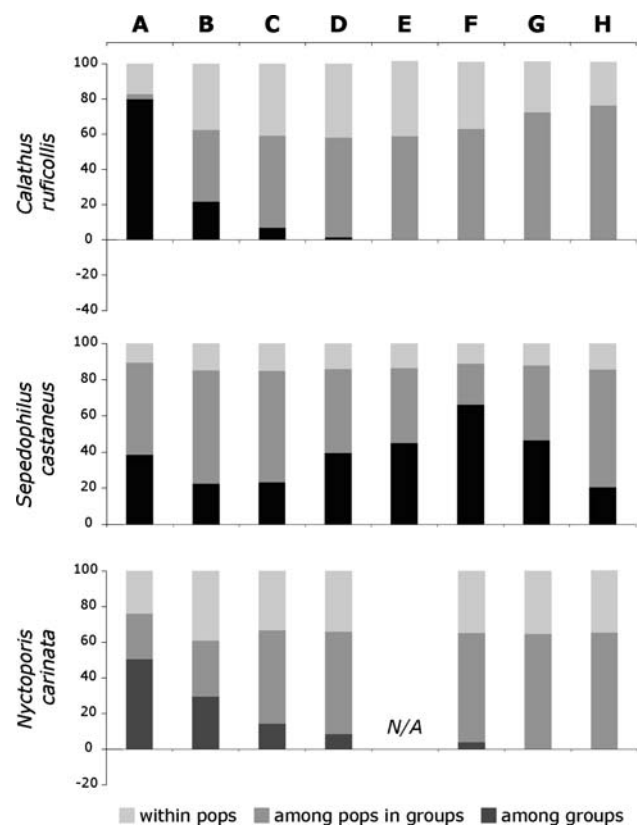 A B C D E F G H
Calathus
ruficollis
100
80
60
40
20
0
-20
-40
Sepedophilus
castaneus
100
80
60
40
20
0
Nyctoporis
carinata
100
80
60
40
20
0
-20
N/A
within pops among pops in groups among groups